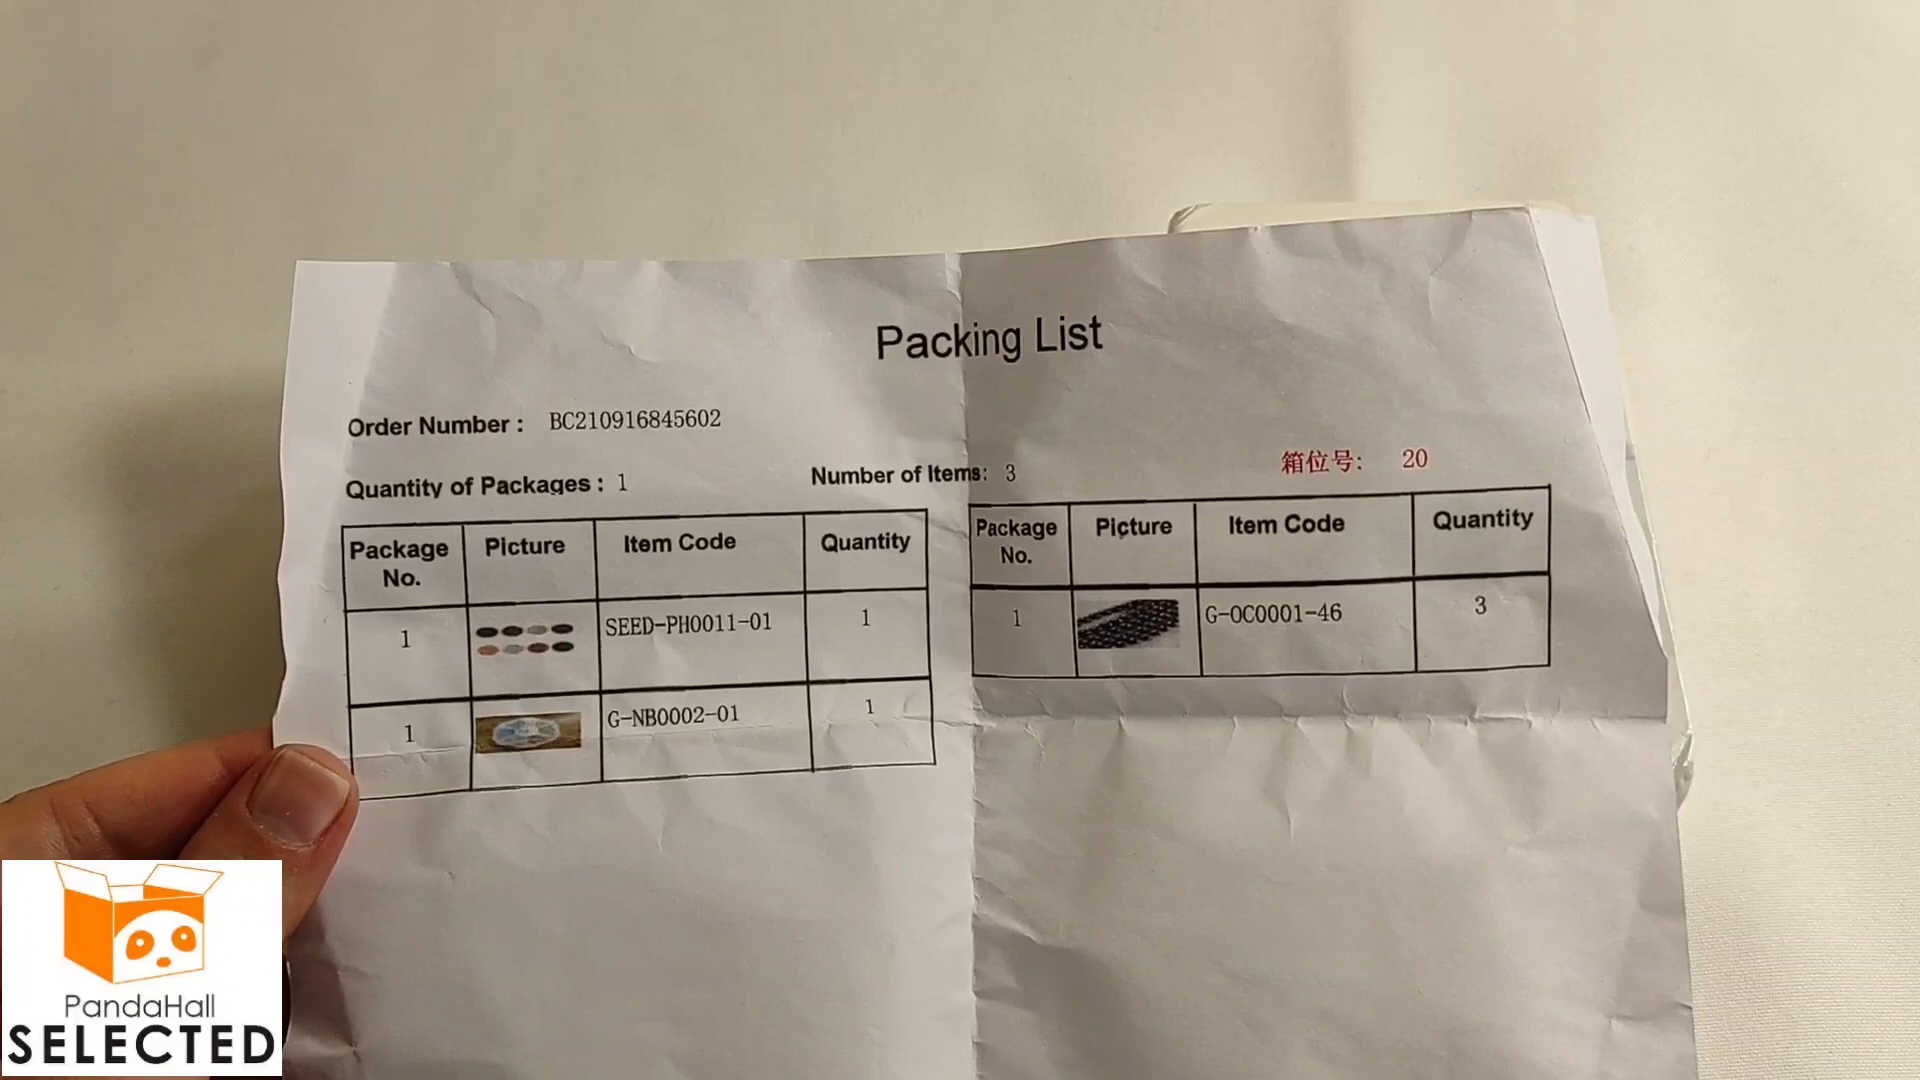 Packing List
Order Number : BC210916845602
Quantity of Packages : 1 Number of Items: 3 箱位号: 20
Package No. Picture Item Code Quantity
1 SEED-PH0011-01 1
1 G-NB0002-01 1
Package No. Picture Item Code Quantity
1 G-OC0001-46 3
PandaHall
SELECTED